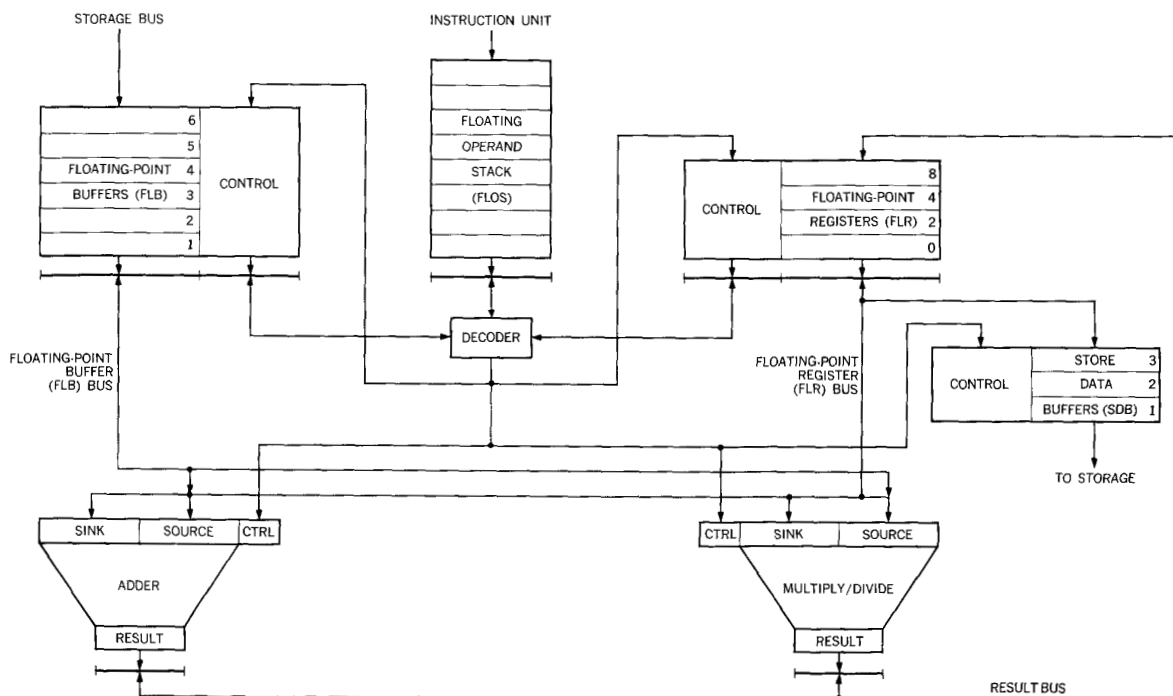 STORAGE BUS
INSTRUCTION UNIT
6
5
FLOATING-POINT 4
BUFFERS (FLB) 3
2
1
CONTROL
FLOATING
OPERAND
STACK
(FLOS)
CONTROL
8
FLOATING-POINT 4
REGISTERS (FLR) 2
0
DECODER
FLOATING-POINT
BUFFER
(FLB) BUS
FLOATING-POINT
REGISTER
(FLR) BUS
CONTROL
STORE 3
DATA 2
BUFFERS (SDB) 1
TO STORAGE
SINK
SOURCE
CTRL
ADDER
RESULT
CTRL
SINK
SOURCE
MULTIPLY/DIVIDE
RESULT
RESULT BUS